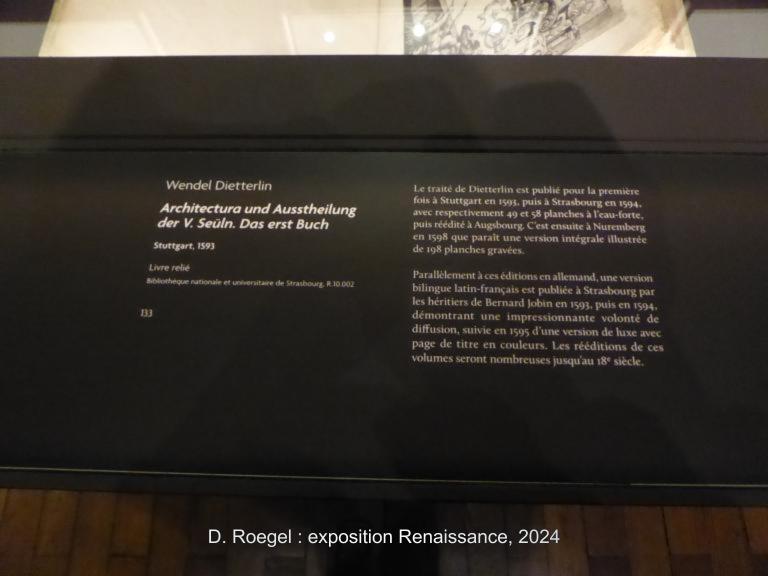 Wendel Dietterlin
Architectura und Ausstheilung
der V. Seüln. Das erst Buch
Stuttgart, 1593
Livre relié
Bibliothèque nationale et universitaire de Strasbourg, R.10.002
133
Le traité de Dietterlin est publié pour la première
fois à Stuttgart en 1593, puis à Strasbourg en 1594,
avec respectivement 49 et 58 planches à l'eau-forte,
puis réédité à Augsbourg. C'est ensuite à Nuremberg
en 1598 que paraît une version intégrale illustrée
de 198 planches gravées.
Parallèlement à ces éditions en allemand, une version
bilingue latin-français est publiée à Strasbourg par
les héritiers de Bernard Jobin en 1593, puis en 1594,
démontrant une impressionnante volonté de
diffusion, suivie en 1595 d'une version de luxe avec
page de titre en couleurs. Les rééditions de ces
volumes seront nombreuses jusqu'au 18e siècle.
D. Roegel : exposition Renaissance, 2024